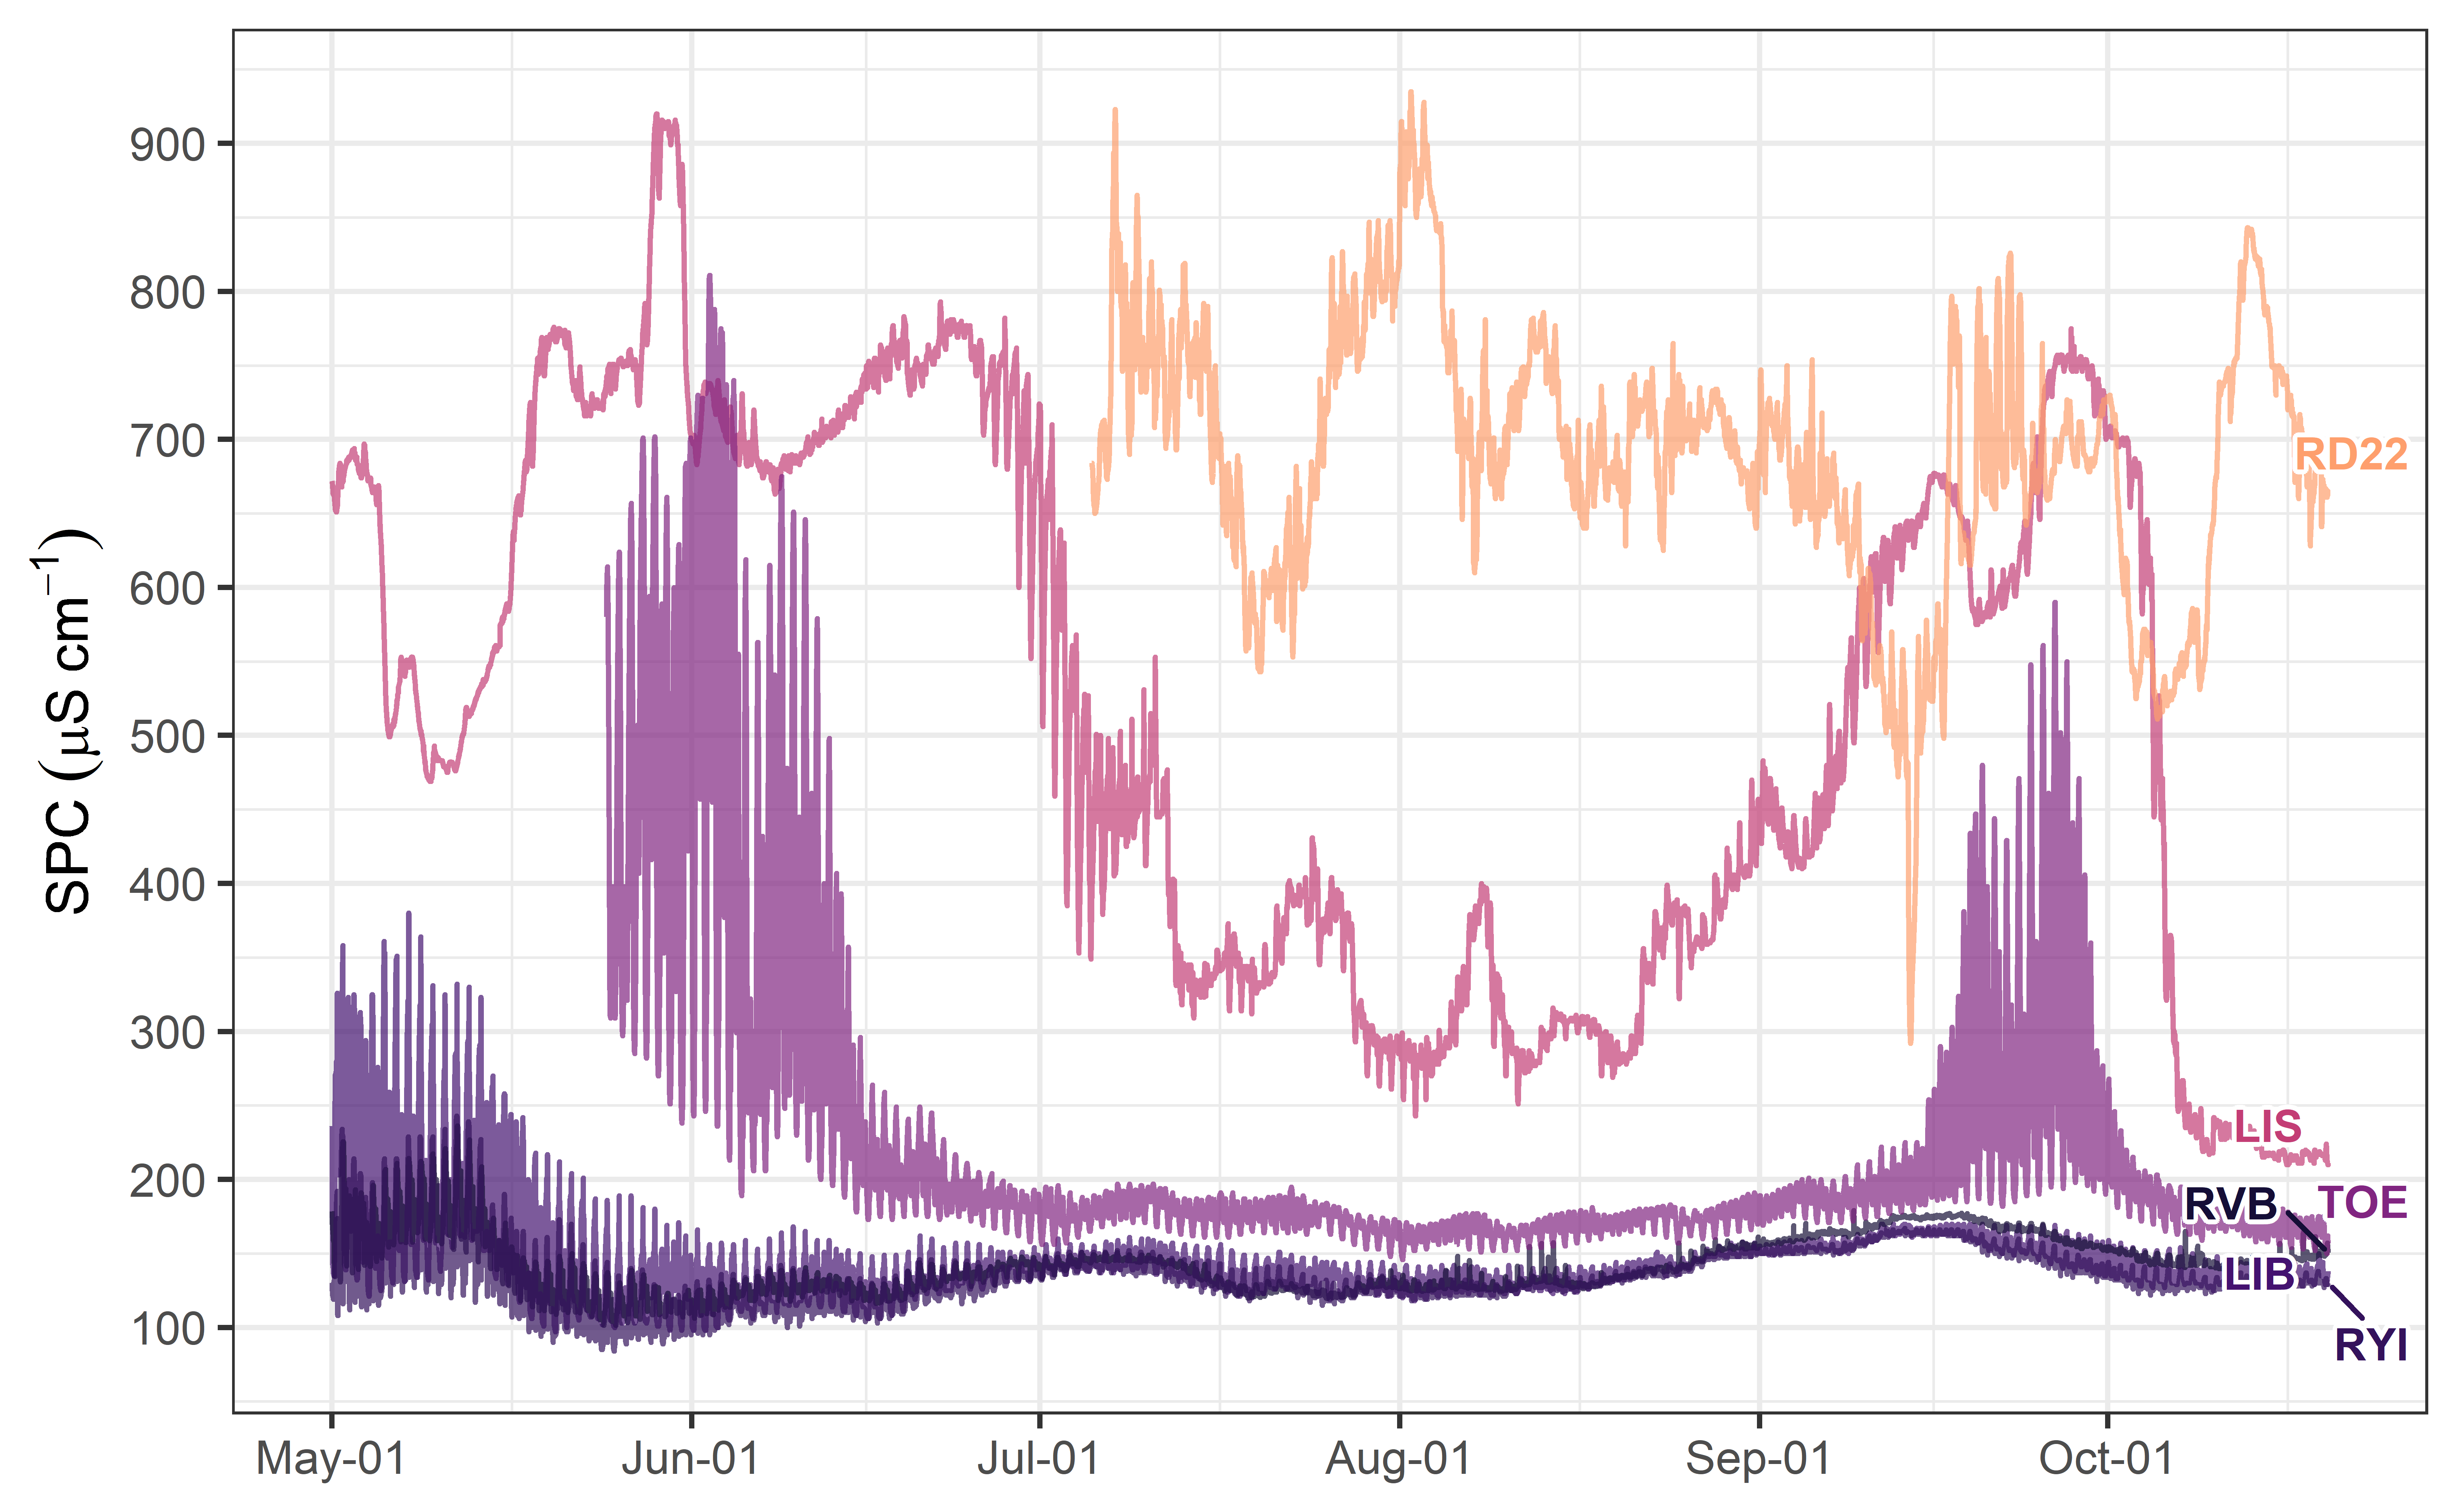 SPC (μS cm⁻¹)
900
800
700
600
500
400
300
200
100
RD22
LIS
RVB
TOE
LIB
RYI
May-01 Jun-01 Jul-01 Aug-01 Sep-01 Oct-01